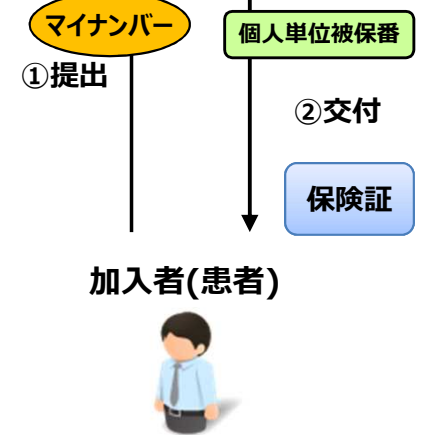 マイナンバー
個人単位被保番
①提出
②交付
保険証
加入者(患者)